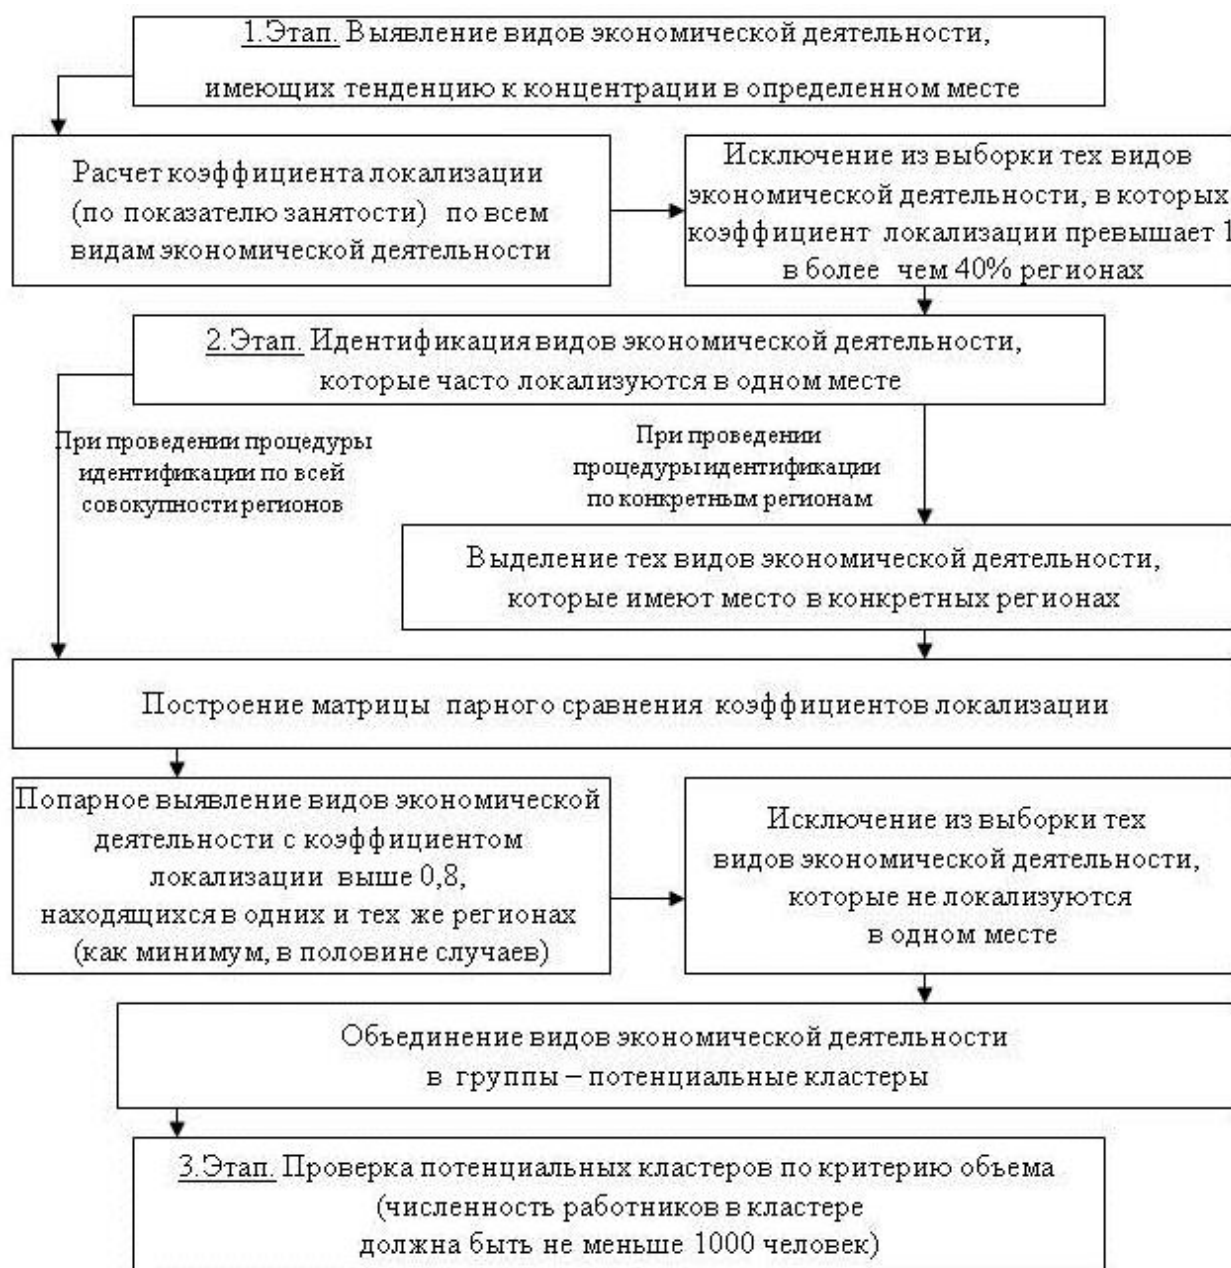 1.Этап. Выявление видов экономической деятельности,
имеющих тенденцию к концентрации в определенном месте
Расчет коэффициента локализации
(по показателю занятости) по всем
видам экономической деятельности
Исключение из выборки тех видов
экономической деятельности, в которых
коэффициент локализации превышает 1
в более чем 40% регионах
2.Этап. Идентификация видов экономической деятельности,
которые часто локализуются в одном месте
При проведении процедуры
идентификации по всей
совокупности регионов
При проведении
процедуры идентификации
по конкретным регионам
Выделение тех видов экономической деятельности,
которые имеют место в конкретных регионах
Построение матрицы парного сравнения коэффициентов локализации
Попарное выявление видов экономической
деятельности с коэффициентом
локализации выше 0,8,
находящихся в одних и тех же регионах
(как минимум, в половине случаев)
Исключение из выборки тех
видов экономической деятельности,
которые не локализуются
в одном месте
Объединение видов экономической деятельности
в группы – потенциальные кластеры
3.Этап. Проверка потенциальных кластеров по критерию объема
(численность работников в кластере
должна быть не меньше 1000 человек)